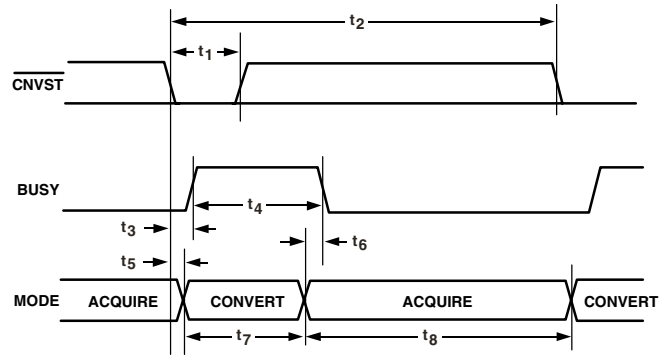 t2
t1
CNVST
BUSY
t4
t3
t6
t5
MODE ACQUIRE CONVERT ACQUIRE CONVERT
t7 t8